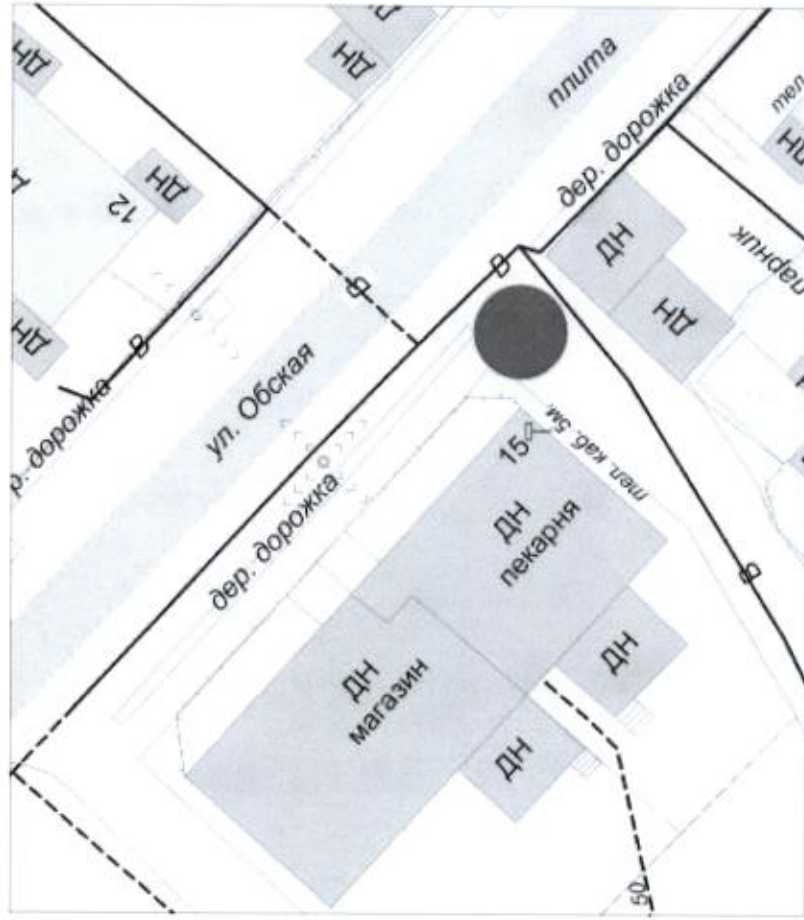 ДН
ДН
плита
дер. дорожка
ДН
12
ДН
ДН
парник
ДН
ДН
ул. Обская
р. дорожка
15
тел. каб. 5м.
дер. дорожка
ДН
пекарня
ДН
магазин
ДН
ДН
50